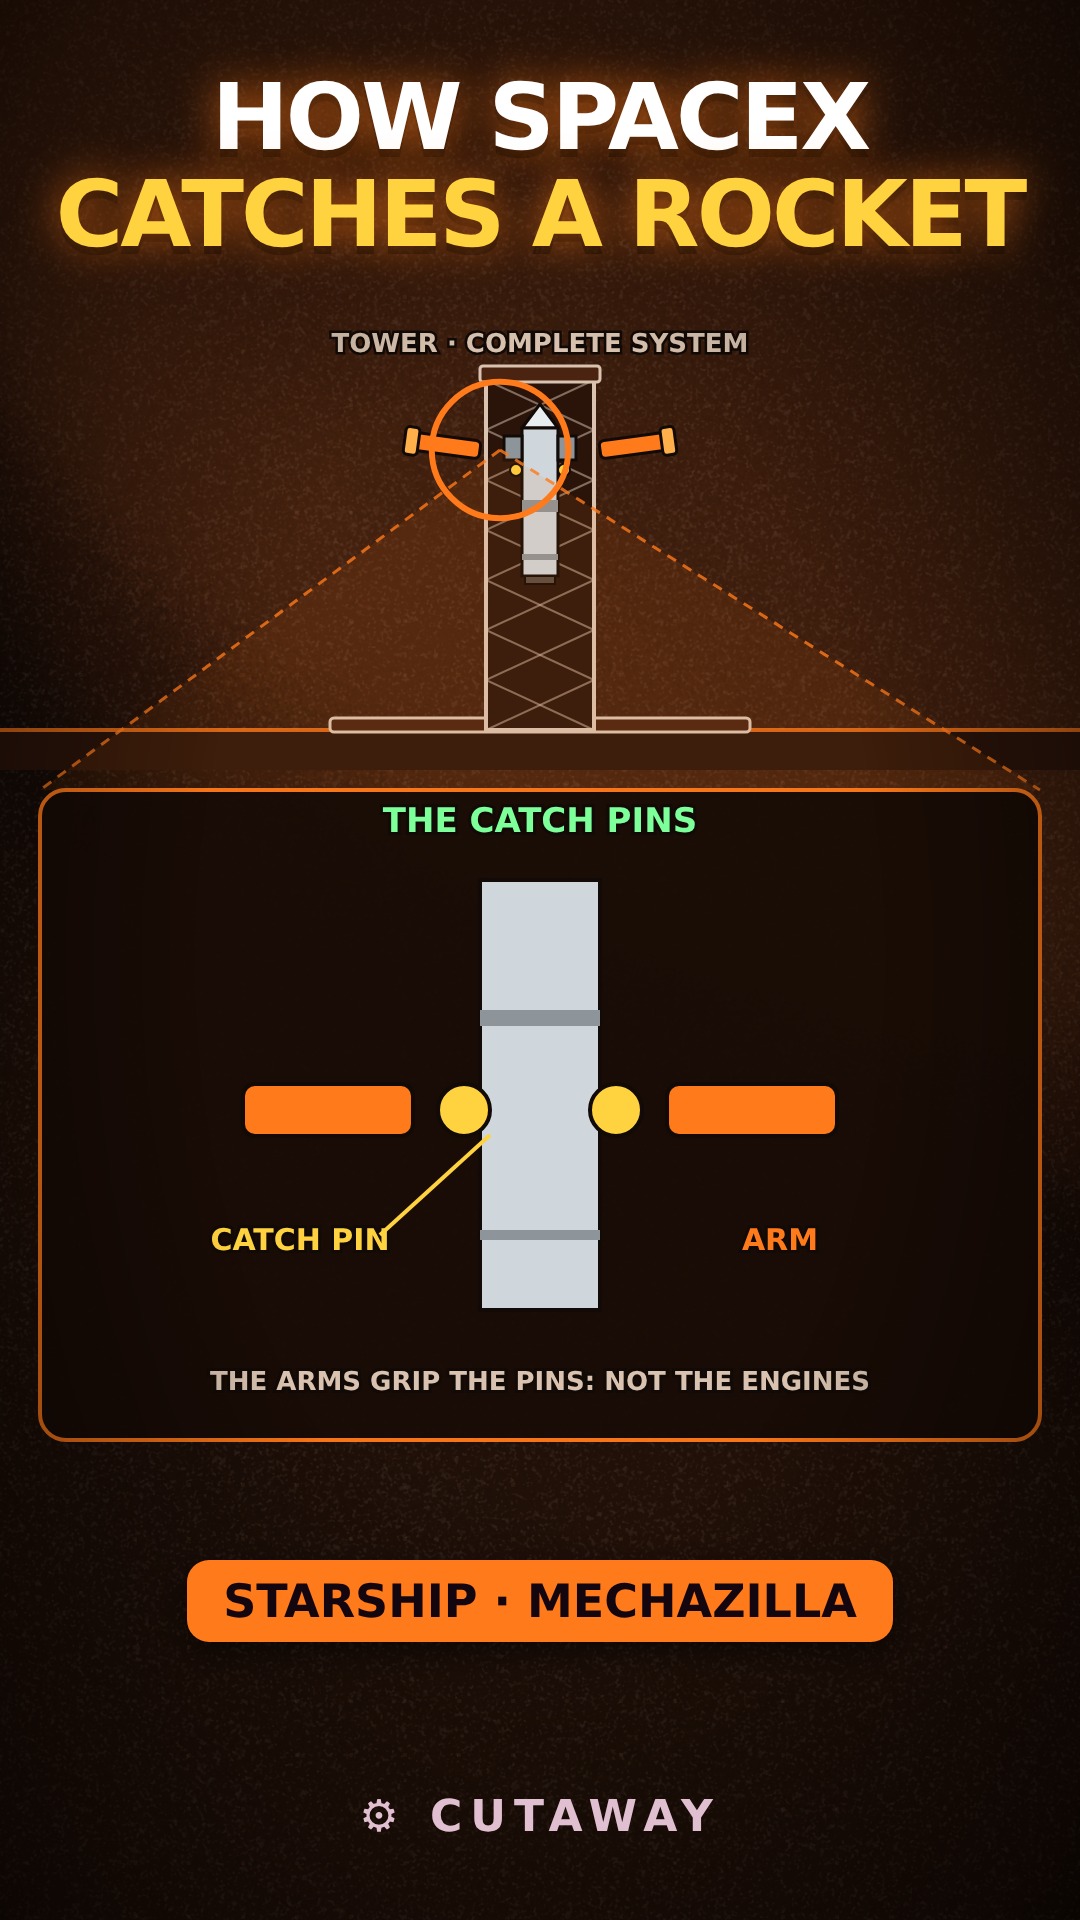 HOW SPACEX
CATCHES A ROCKET
TOWER · COMPLETE SYSTEM
THE CATCH PINS
CATCH PIN
ARM
THE ARMS GRIP THE PINS: NOT THE ENGINES
STARSHIP · MECHAZILLA
⚙ CUTAWAY